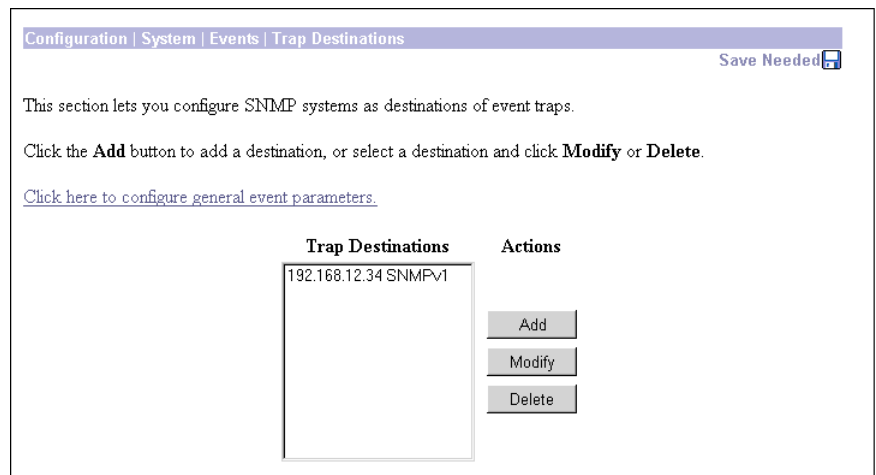 Configuration | System | Events | Trap Destinations
Save Needed
This section lets you configure SNMP systems as destinations of event traps.
Click the Add button to add a destination, or select a destination and click Modify or Delete.
Click here to configure general event parameters.
Trap Destinations Actions
192.168.12.34 SNMPv1
Add
Modify
Delete